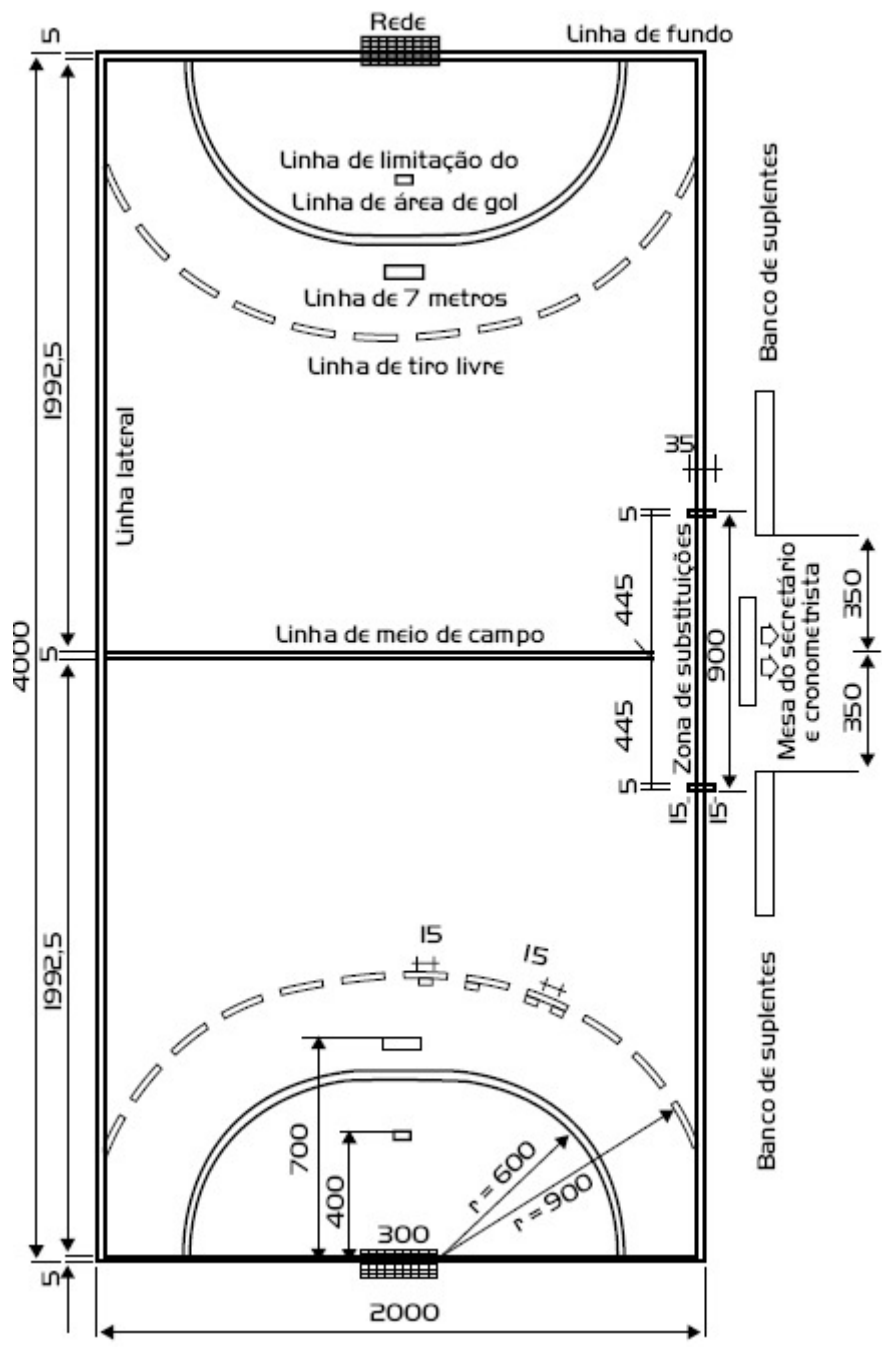 5
Rede
Linha de fundo
Linha de limitação do
Linha de área de gol
Linha de 7 metros
Linha de tiro livre
Banco de suplentes
1992,5
Linha lateral
35
5
445
Zona de substituições
900
Mesa do secretário
e cronometrista
350
4000
5
Linha de meio de campo
445
350
5
15
15
1992,5
15
15
Banco de suplentes
700
400
r = 600
r = 900
300
5
2000